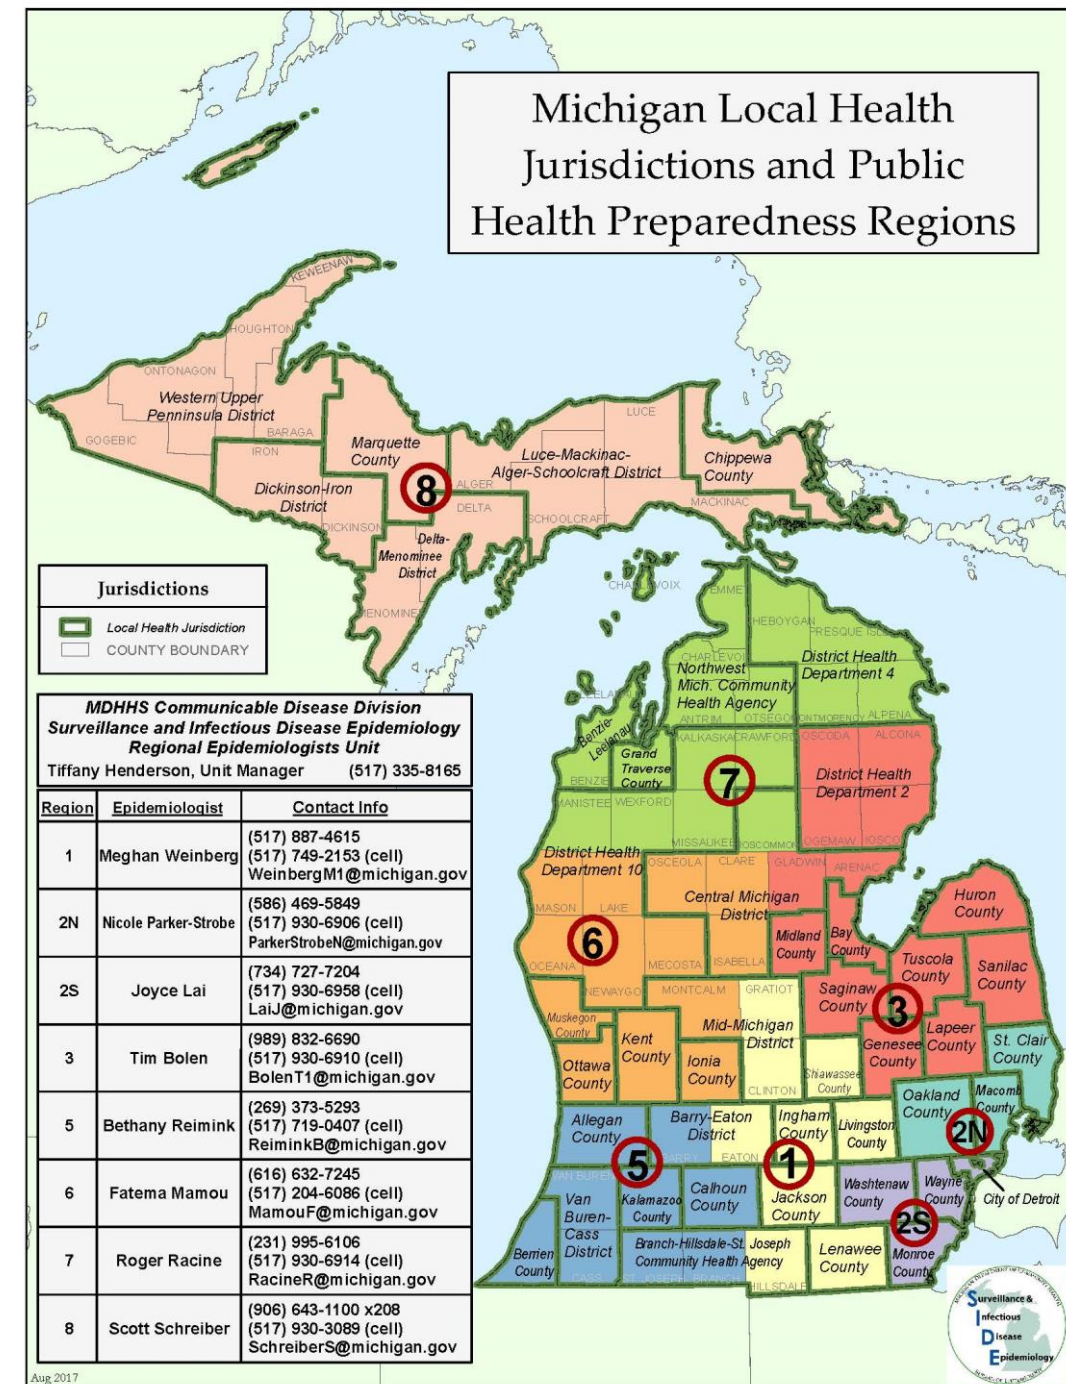 Michigan Local Health
Jurisdictions and Public
Health Preparedness Regions
KEWEENAW
HOUGHTON
ONTONAGON
Western Upper
Penninsula District
GOGEBIC
BARAGA
IRON
Marquette
County
LUCE
Luce-Mackinac-
Alger-Schoolcraft District
Chippewa
County
Dickinson-Iron
District
8
ALGER
DELTA
SCHOOLCRAFT
MACKINAC
DICKINSON
Delta-
Menominee
District
MENOMINEE
Jurisdictions
Local Health Jurisdiction
COUNTY BOUNDARY
CHARLEVOIX
EMME
HEBOYGAN
PRESQUE ISLE
CHARLEVOIX
Northwest
Mich. Community
Health Agency
District Health
Department 4
ANTRIM
OTSEGO
ONTMORENCY
ALPENA
Benzie-
Leelanau
BENZIE
Grand
Traverse
County
KALKASKA
CRAWFORD
OSCODA
ALCONA
7
District Health
Department 2
MANISTEE
WEXFORD
MISSAUKEE
ROSCOMMON
OGEMAW
IOSCO
District Health
Department 10
OSCEOLA
CLARE
GLADWIN
ARENAC
Central Michigan
District
MASON
LAKE
6
OCEANA
MECOSTA
ISABELLA
Midland
County
Bay
County
Huron
County
Tuscola
County
Sanilac
County
NEWAYGO
MONTCALM
GRATIOT
Saginaw
County
3
Muskegon
County
Mid-Michigan
District
Genesee
County
Lapeer
County
St. Clair
County
Kent
County
Ottawa
County
Ionia
County
CLINTON
Shiawassee
County
Oakland
County
Macomb
County
2N
Allegan
County
Barry-Eaton
District
BARRY
EATON
Ingham
County
Livingston
County
5
1
VAN BUREN
Van
Buren-
Cass
District
Kalamazoo
County
Calhoun
County
Jackson
County
Washtenaw
County
Wayne
County
City of Detroit
2S
Berrien
County
CASS
Branch-Hillsdale-St. Joseph
Community Health Agency
ST JOSEPH
BRANCH
HILLSDALE
Lenawee
County
Monroe
County
MDHHS Communicable Disease Division
Surveillance and Infectious Disease Epidemiology
Regional Epidemiologists Unit
Tiffany Henderson, Unit Manager (517) 335-8165
Region Epidemiologist Contact Info
1 Meghan Weinberg (517) 887-4615
(517) 749-2153 (cell)
WeinbergM1@michigan.gov
2N Nicole Parker-Strobe (586) 469-5849
(517) 930-6906 (cell)
ParkerStrobeN@michigan.gov
2S Joyce Lai (734) 727-7204
(517) 930-6958 (cell)
LaiJ@michigan.gov
3 Tim Bolen (989) 832-6690
(517) 930-6910 (cell)
BolenT1@michigan.gov
5 Bethany Reimink (269) 373-5293
(517) 719-0407 (cell)
ReiminkB@michigan.gov
6 Fatema Mamou (616) 632-7245
(517) 204-6086 (cell)
MamouF@michigan.gov
7 Roger Racine (231) 995-6106
(517) 930-6914 (cell)
RacineR@michigan.gov
8 Scott Schreiber (906) 643-1100 x208
(517) 930-3089 (cell)
SchreiberS@michigan.gov
Surveillance &
Infectious
Disease
Epidemiology
Aug 2017